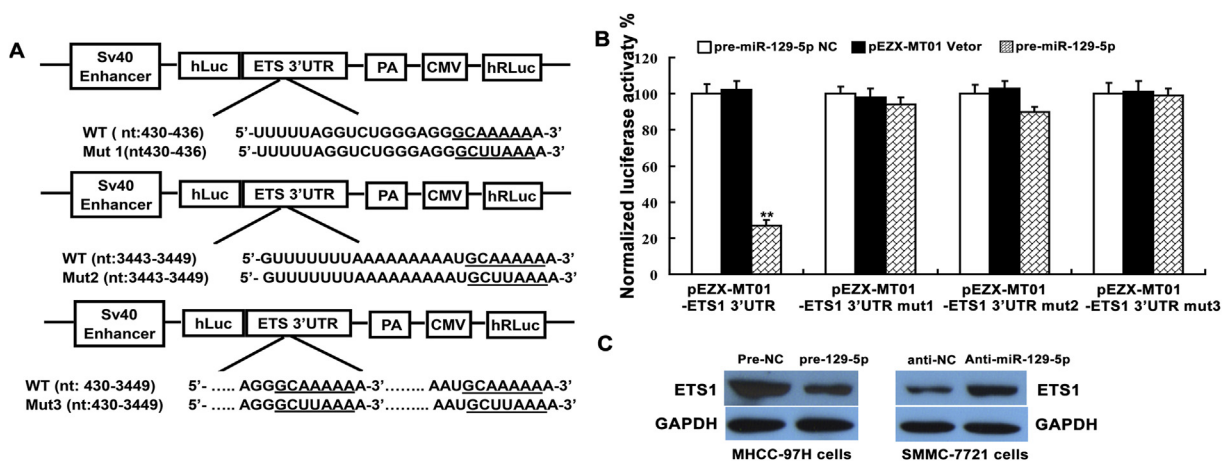 A
Sv40 Enhancer
hLuc
ETS 3'UTR
PA
CMV
hRLuc
WT ( nt:430-436) 5'-UUUUUAGGUCUGGGAGGGCAAAAAA-3'
Mut 1(nt430-436) 5'-UUUUUAGGUCUGGGAGGGCUUAAAA-3'
Sv40 Enhancer
hLuc
ETS 3'UTR
PA
CMV
hRLuc
WT (nt:3443-3449) 5'-GUUUUUUUUAAAAAAAAAUGCAAAAAA-3'
Mut2 (nt:3443-3449) 5'- GUUUUUUUUAAAAAAAAAUGCUUAAAA-3'
Sv40 Enhancer
hLuc
ETS 3'UTR
PA
CMV
hRLuc
WT (nt: 430-3449) 5'- ..... AGGGCAAAAAA-3'........ AAUGCAAAAAA-3'
Mut3 (nt:430-3449) 5'- ..... AGGGCUUAAAA-3'........ AAUGCUUAAAA-3'
B
pre-miR-129-5p NC
pEZX-MT01 Vetor
pre-miR-129-5p
Normalized luciferase activaty %
120
100
80
60
40
20
0
**
pEZX-MT01 -ETS1 3'UTR
pEZX-MT01 -ETS1 3'UTR mut1
pEZX-MT01 -ETS1 3'UTR mut2
pEZX-MT01 -ETS1 3'UTR mut3
C
Pre-NC pre-129-5p
anti-NC Anti-miR-129-5p
ETS1
ETS1
GAPDH
GAPDH
MHCC-97H cells
SMMC-7721 cells